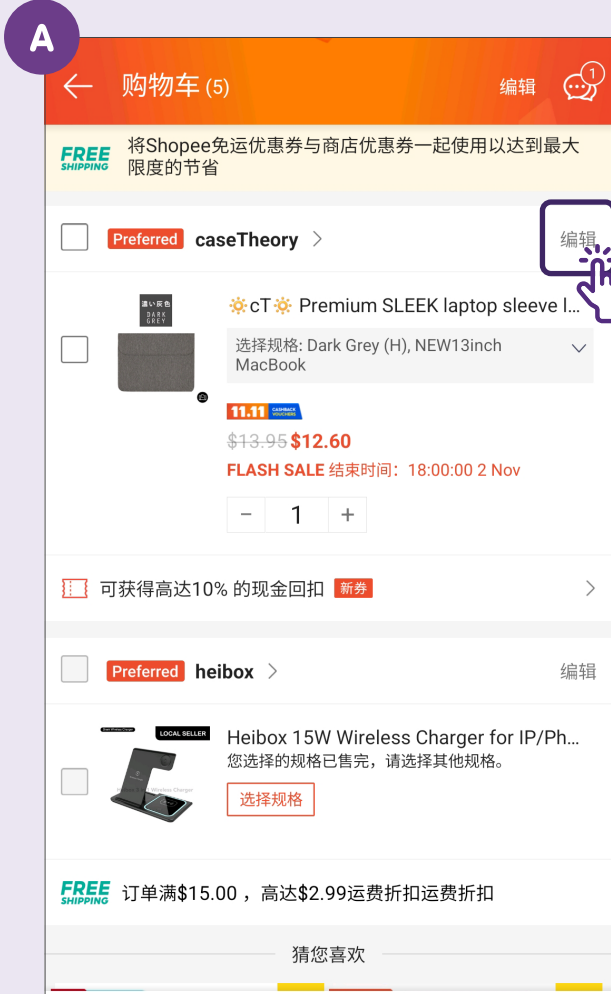 A
购物车 (5)
编辑
1
FREE SHIPPING
将Shopee免运优惠券与商店优惠券一起使用以达到最大
限度的节省
Preferred caseTheory
编辑
濃い灰色
DARK
GREY
cT Premium SLEEK laptop sleeve l...
选择规格: Dark Grey (H), NEW13inch
MacBook
11.11 CASHBACK VOUCHERS
$13.95 $12.60
FLASH SALE 结束时间：18:00:00 2 Nov
− 1 +
可获得高达10% 的现金回扣 新券
Preferred heibox
编辑
LOCAL SELLER
Heibox 15W Wireless Charger for IP/Ph...
您选择的规格已售完，请选择其他规格。
选择规格
FREE SHIPPING
订单满$15.00 ，高达$2.99运费折扣运费折扣
猜您喜欢